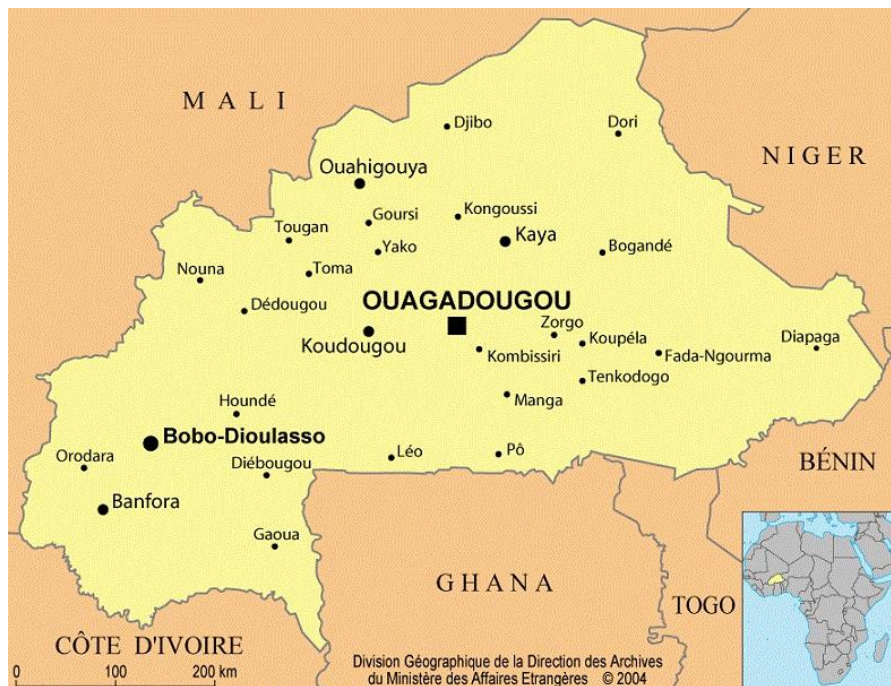 MALI
Djibo
Dori
NIGER
Ouahigouya
Goursi
Kongoussi
Tougan
Kaya
Yako
Bogandé
Nouna
Toma
Dédougou
OUAGADOUGOU
Zorgo
Koudougou
Koupéla
Diapaga
Kombissiri
Fada-Ngourma
Tenkodogo
Manga
Houndé
Bobo-Dioulasso
Orodara
Léo
Pô
BÉNIN
Diébougou
Banfora
Gaoua
GHANA
TOGO
CÔTE D'IVOIRE
0 100 200 km
Division Géographique de la Direction des Archives
du Ministère des Affaires Etrangères © 2004